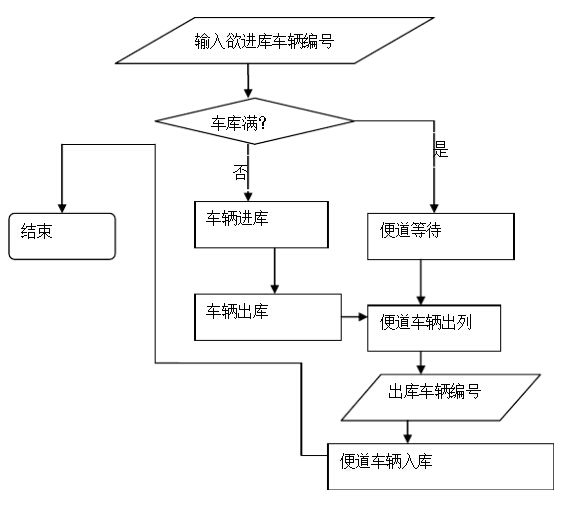 输入欲进库车辆编号
车库满?
是
否
车辆进库
便道等待
结束
车辆出库
便道车辆出列
出库车辆编号
便道车辆入库